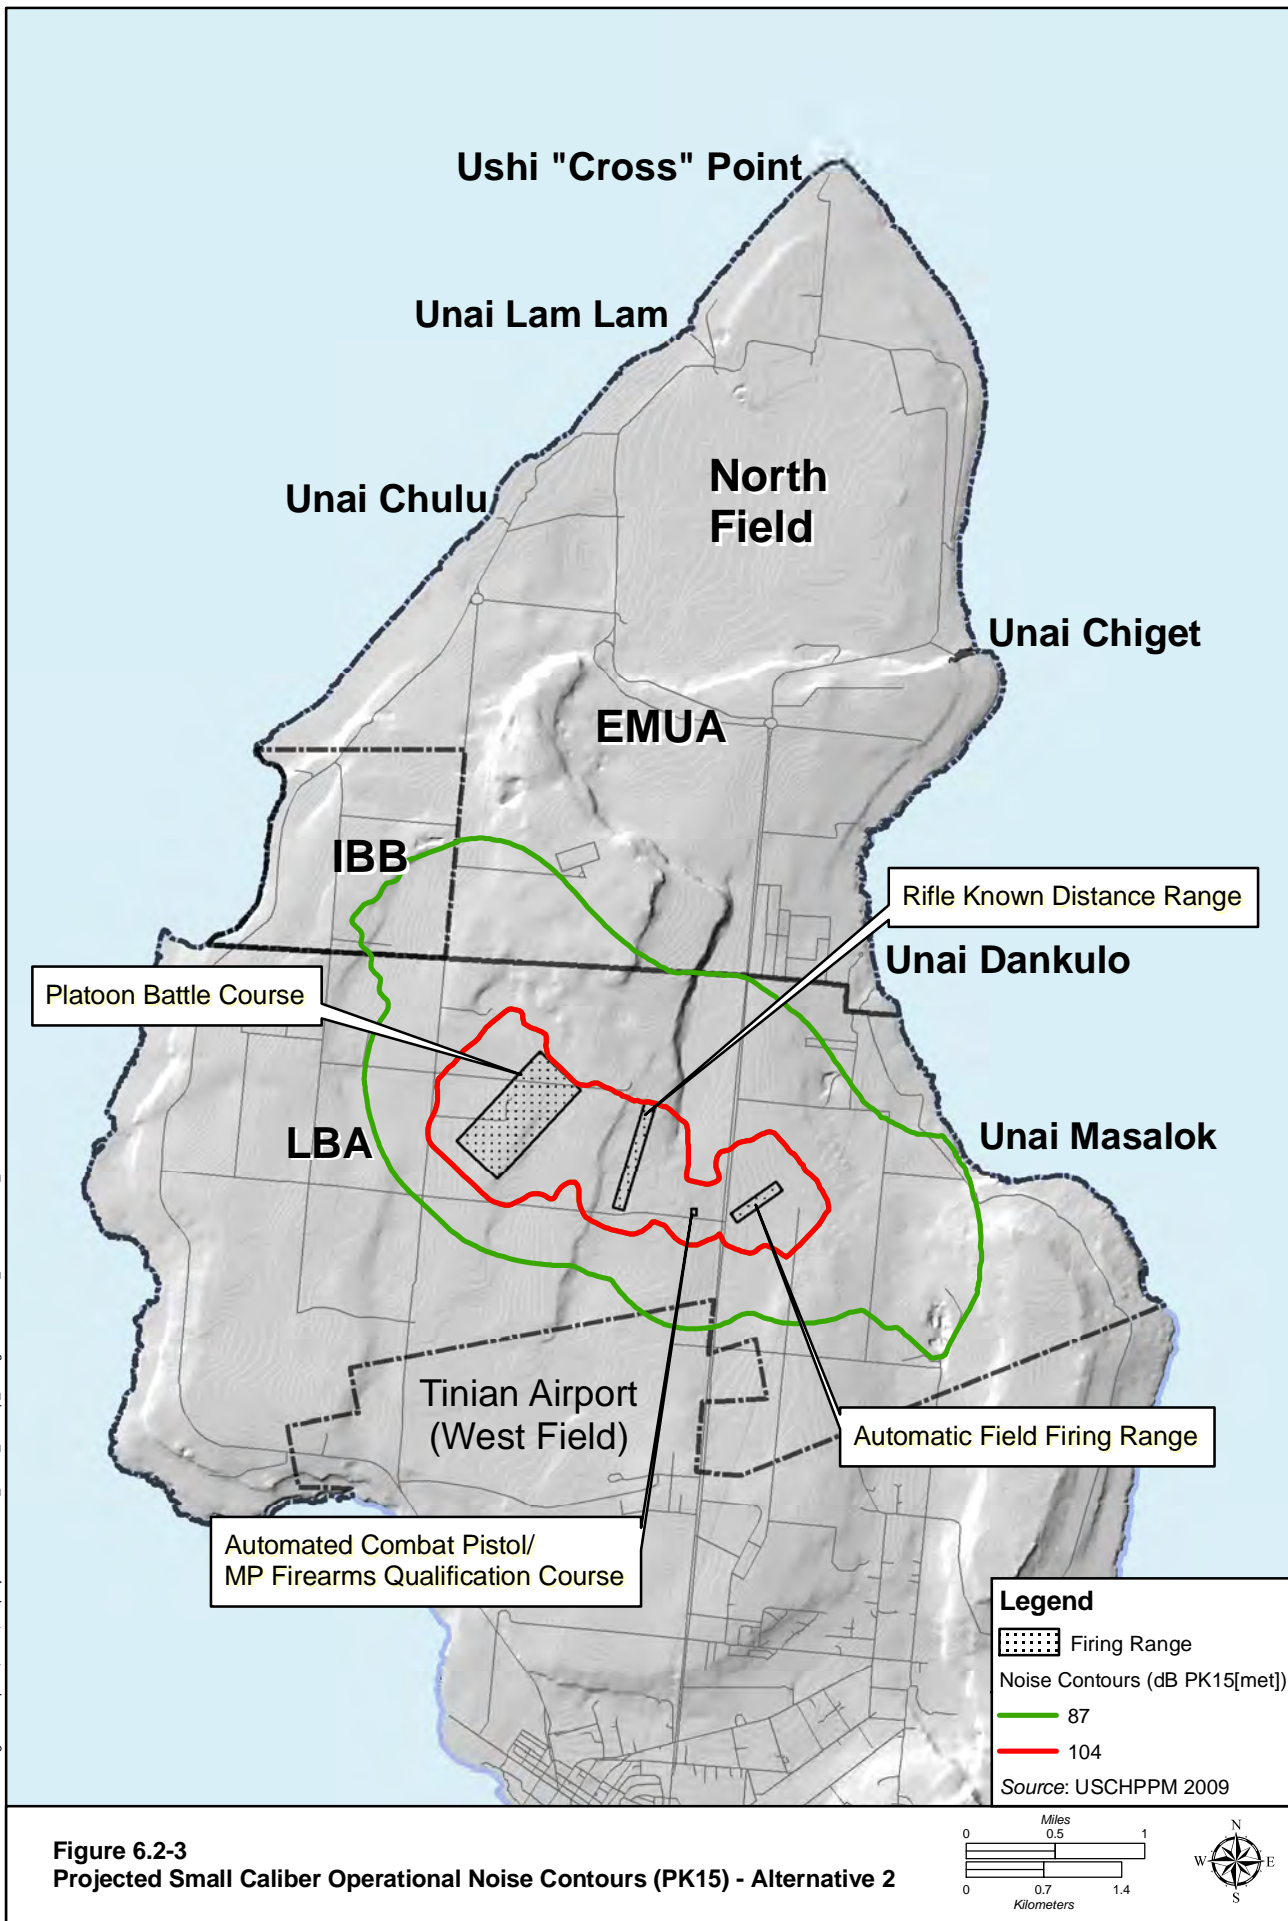 Ushi "Cross" Point
Unai Lam Lam
North
Field
Unai Chulu
Unai Chiget
EMUA
IBB
Rifle Known Distance Range
Unai Dankulo
Platoon Battle Course
LBA
Unai Masalok
Tinian Airport
(West Field)
Automatic Field Firing Range
Automated Combat Pistol/
MP Firearms Qualification Course
Legend
Firing Range
Noise Contours (dB PK15[met])
87
104
Source: USCHPPM 2009
Figure 6.2-3
Projected Small Caliber Operational Noise Contours (PK15) - Alternative 2
Miles
0 0.5 1
0 0.7 1.4
Kilometers
N
W E
S